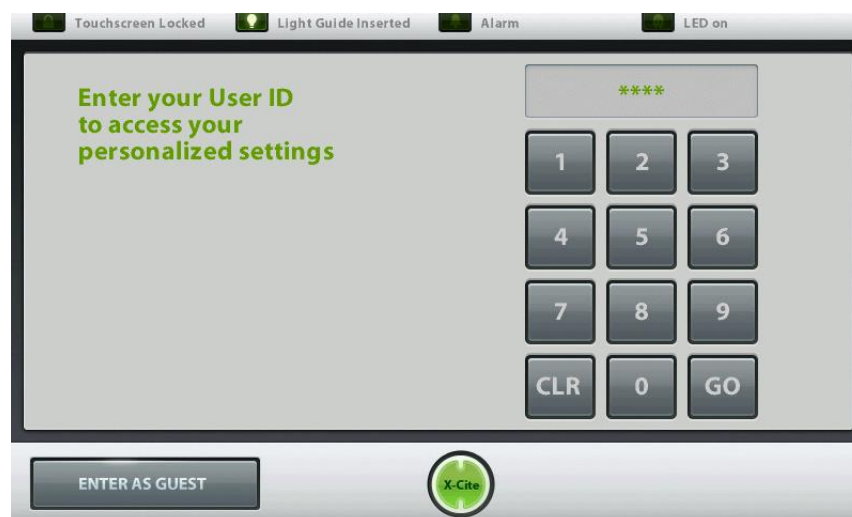 Touchscreen Locked Light Guide Inserted Alarm LED on
Enter your User ID
to access your
personalized settings
****
1 2 3
4 5 6
7 8 9
CLR 0 GO
ENTER AS GUEST X-Cite